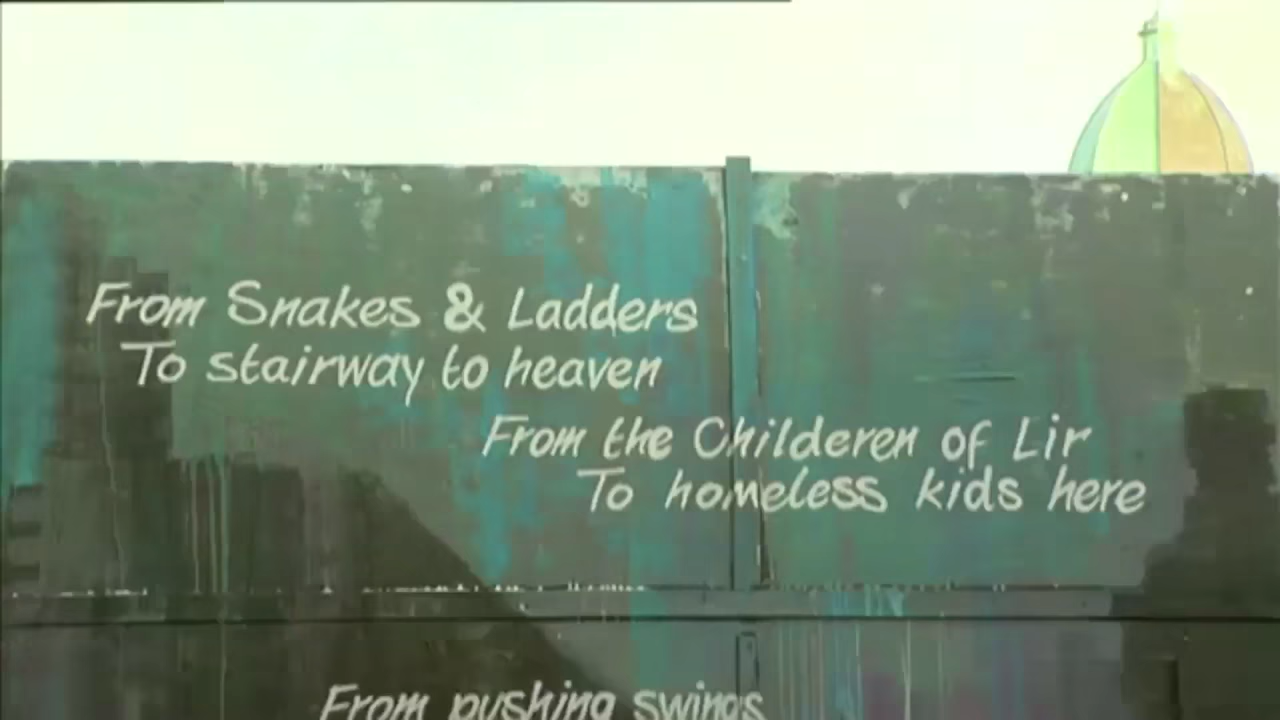 From Snakes & Ladders
To stairway to heaven
From the Childeren of Lir
To homeless kids here
From pushing swings